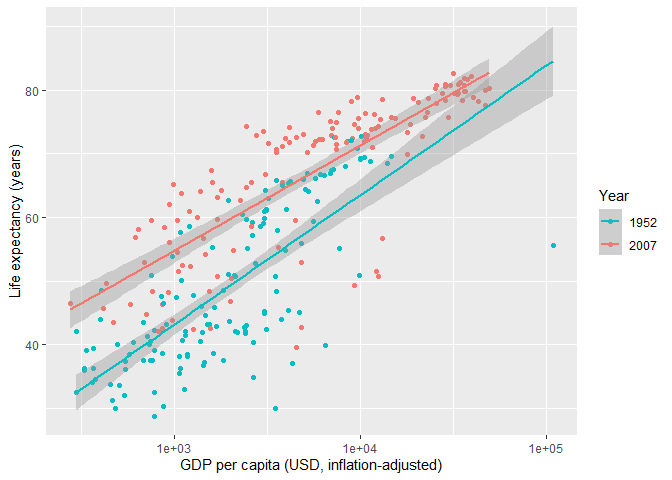 Life expectancy (years)
80
60
40
1e+03
1e+04
1e+05
GDP per capita (USD, inflation-adjusted)
Year
1952
2007